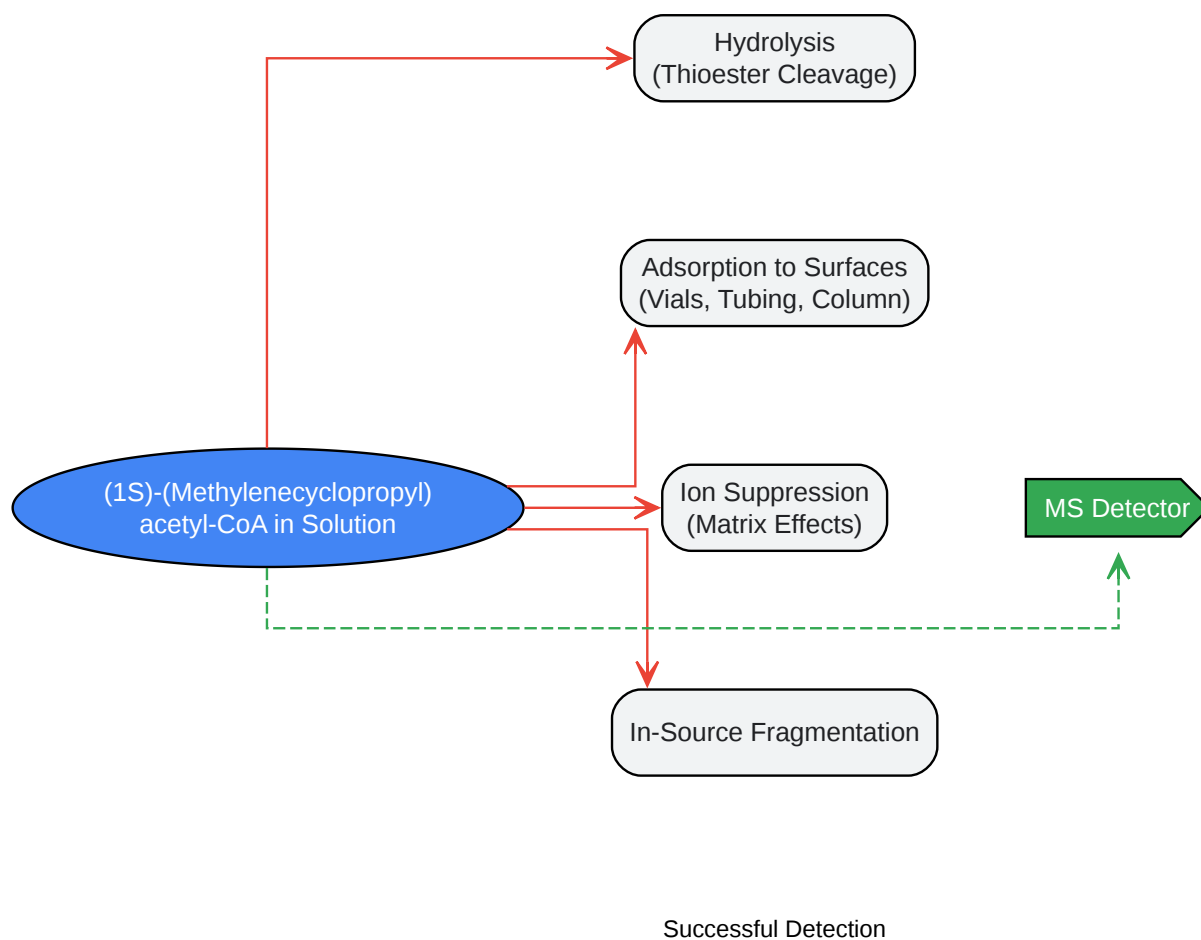 Hydrolysis
(Thioester Cleavage)
Adsorption to Surfaces
(Vials, Tubing, Column)
(1S)-(Methylenecyclopropyl)
acetyl-CoA in Solution
Ion Suppression
(Matrix Effects)
MS Detector
In-Source Fragmentation
Successful Detection